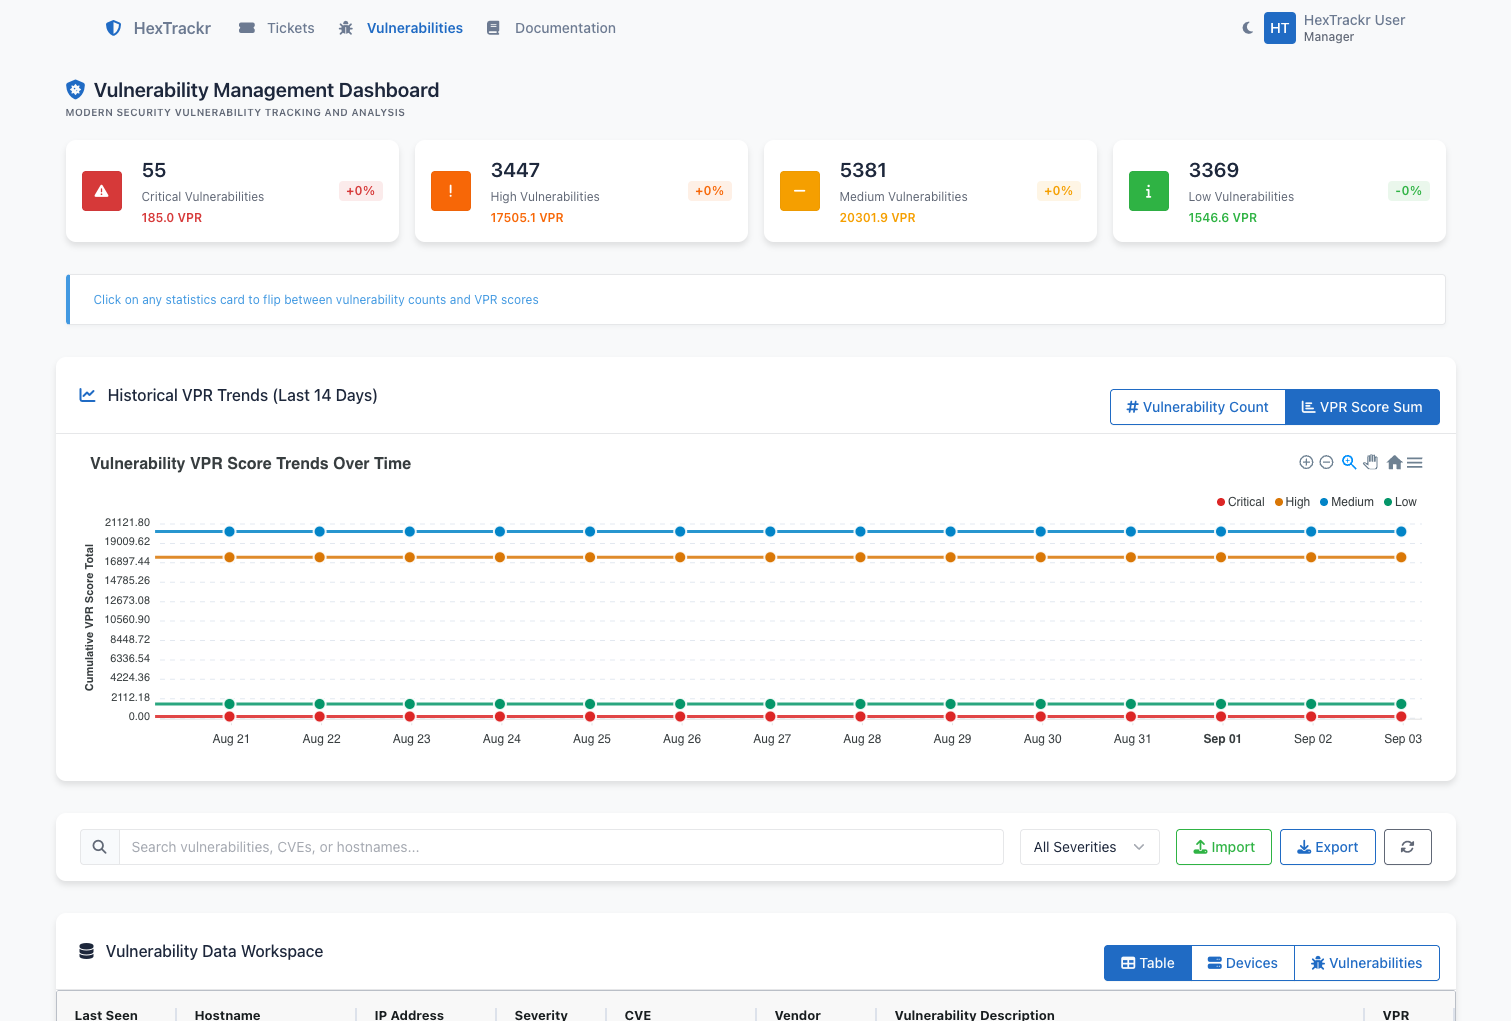 HexTrackr Tickets Vulnerabilities Documentation
HT HexTrackr User
Manager
Vulnerability Management Dashboard
MODERN SECURITY VULNERABILITY TRACKING AND ANALYSIS
55
Critical Vulnerabilities
185.0 VPR
+0%
3447
High Vulnerabilities
17505.1 VPR
+0%
5381
Medium Vulnerabilities
20301.9 VPR
+0%
3369
Low Vulnerabilities
1546.6 VPR
-0%
Click on any statistics card to flip between vulnerability counts and VPR scores
Historical VPR Trends (Last 14 Days)
# Vulnerability Count VPR Score Sum
Vulnerability VPR Score Trends Over Time
Critical High Medium Low
Cumulative VPR Score Total
21121.80
19009.62
16897.44
14785.26
12673.08
10560.90
8448.72
6336.54
4224.36
2112.18
0.00
Aug 21 Aug 22 Aug 23 Aug 24 Aug 25 Aug 26 Aug 27 Aug 28 Aug 29 Aug 30 Aug 31 Sep 01 Sep 02 Sep 03
Search vulnerabilities, CVEs, or hostnames...
All Severities
Import
Export
Vulnerability Data Workspace
Table Devices Vulnerabilities
Last Seen Hostname IP Address Severity CVE Vendor Vulnerability Description VPR